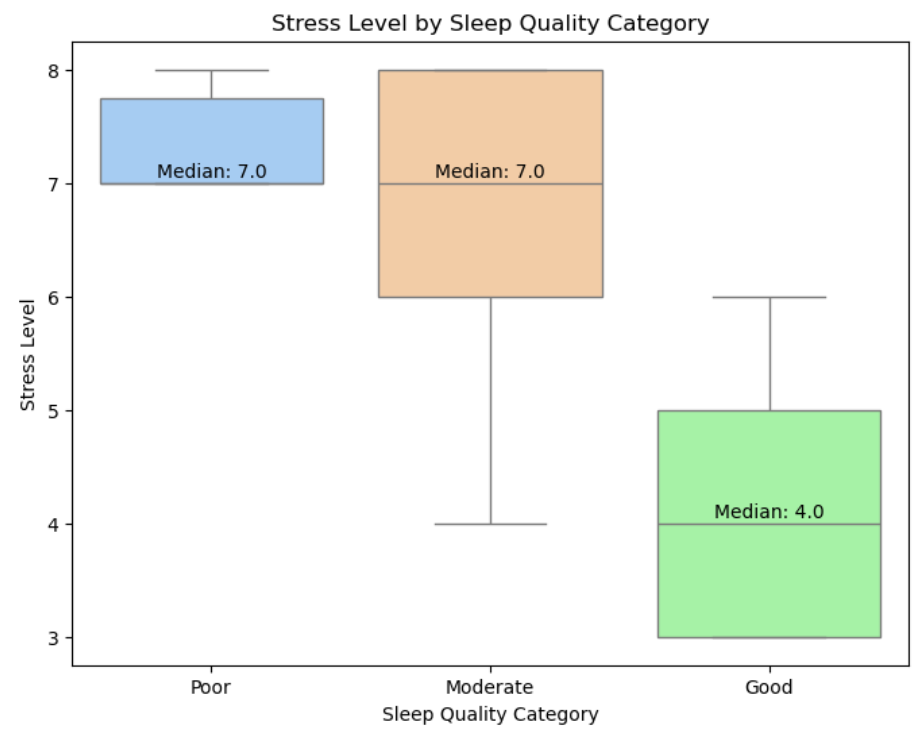 Stress Level by Sleep Quality Category
8
7
6
5
4
3
Stress Level
Median: 7.0
Median: 7.0
Median: 4.0
Poor
Moderate
Good
Sleep Quality Category